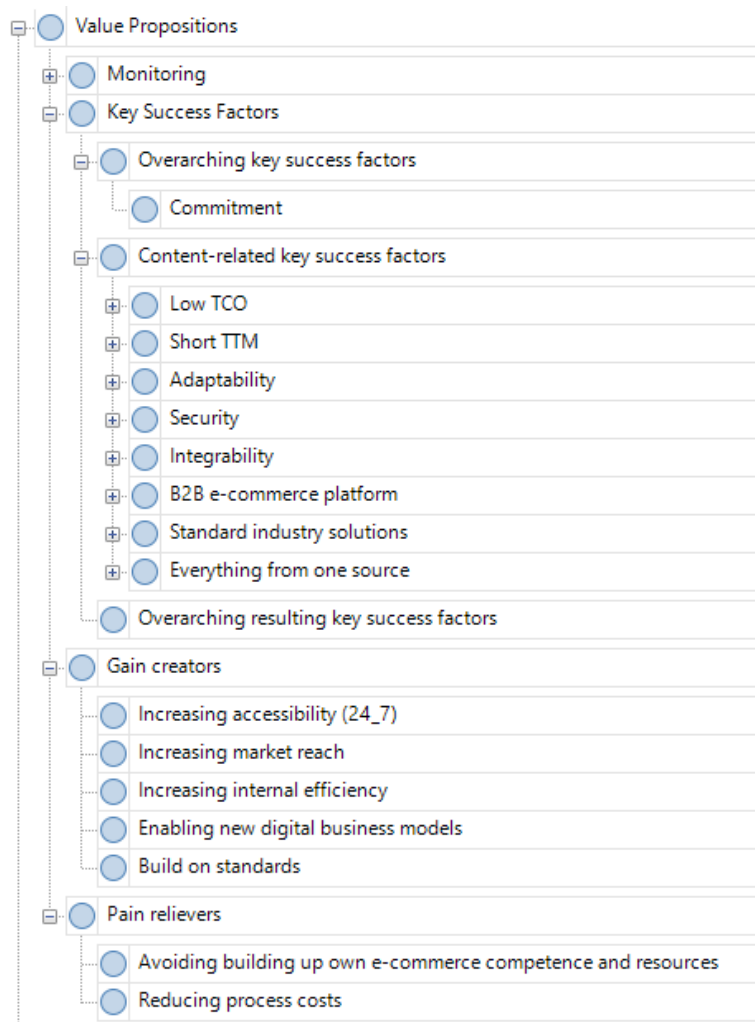 Value Propositions
Monitoring
Key Success Factors
Overarching key success factors
Commitment
Content-related key success factors
Low TCO
Short TTM
Adaptability
Security
Integrability
B2B e-commerce platform
Standard industry solutions
Everything from one source
Overarching resulting key success factors
Gain creators
Increasing accessibility (24_7)
Increasing market reach
Increasing internal efficiency
Enabling new digital business models
Build on standards
Pain relievers
Avoiding building up own e-commerce competence and resources
Reducing process costs